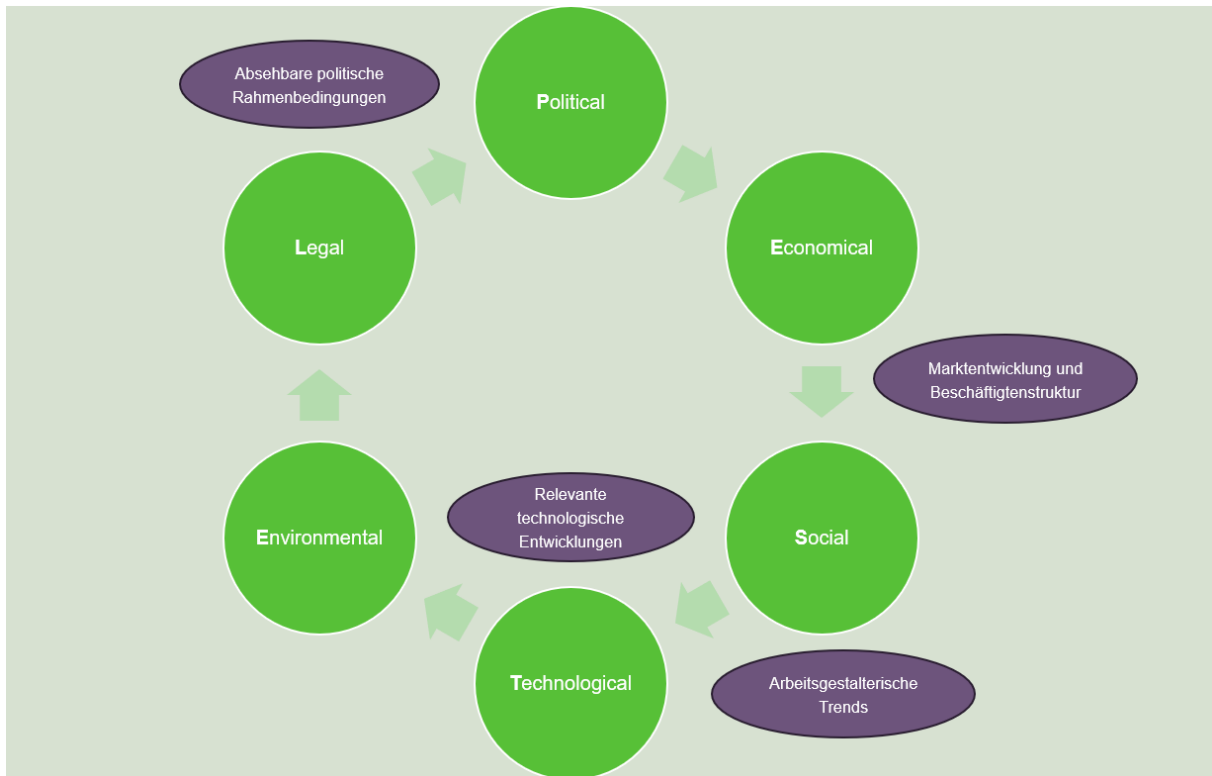 Absehbare politische
Rahmenbedingungen
Political
Legal
Economical
Marktentwicklung und
Beschäftigtenstruktur
Relevante
technologische
Entwicklungen
Environmental
Social
Technological
Arbeitsgestalterische
Trends